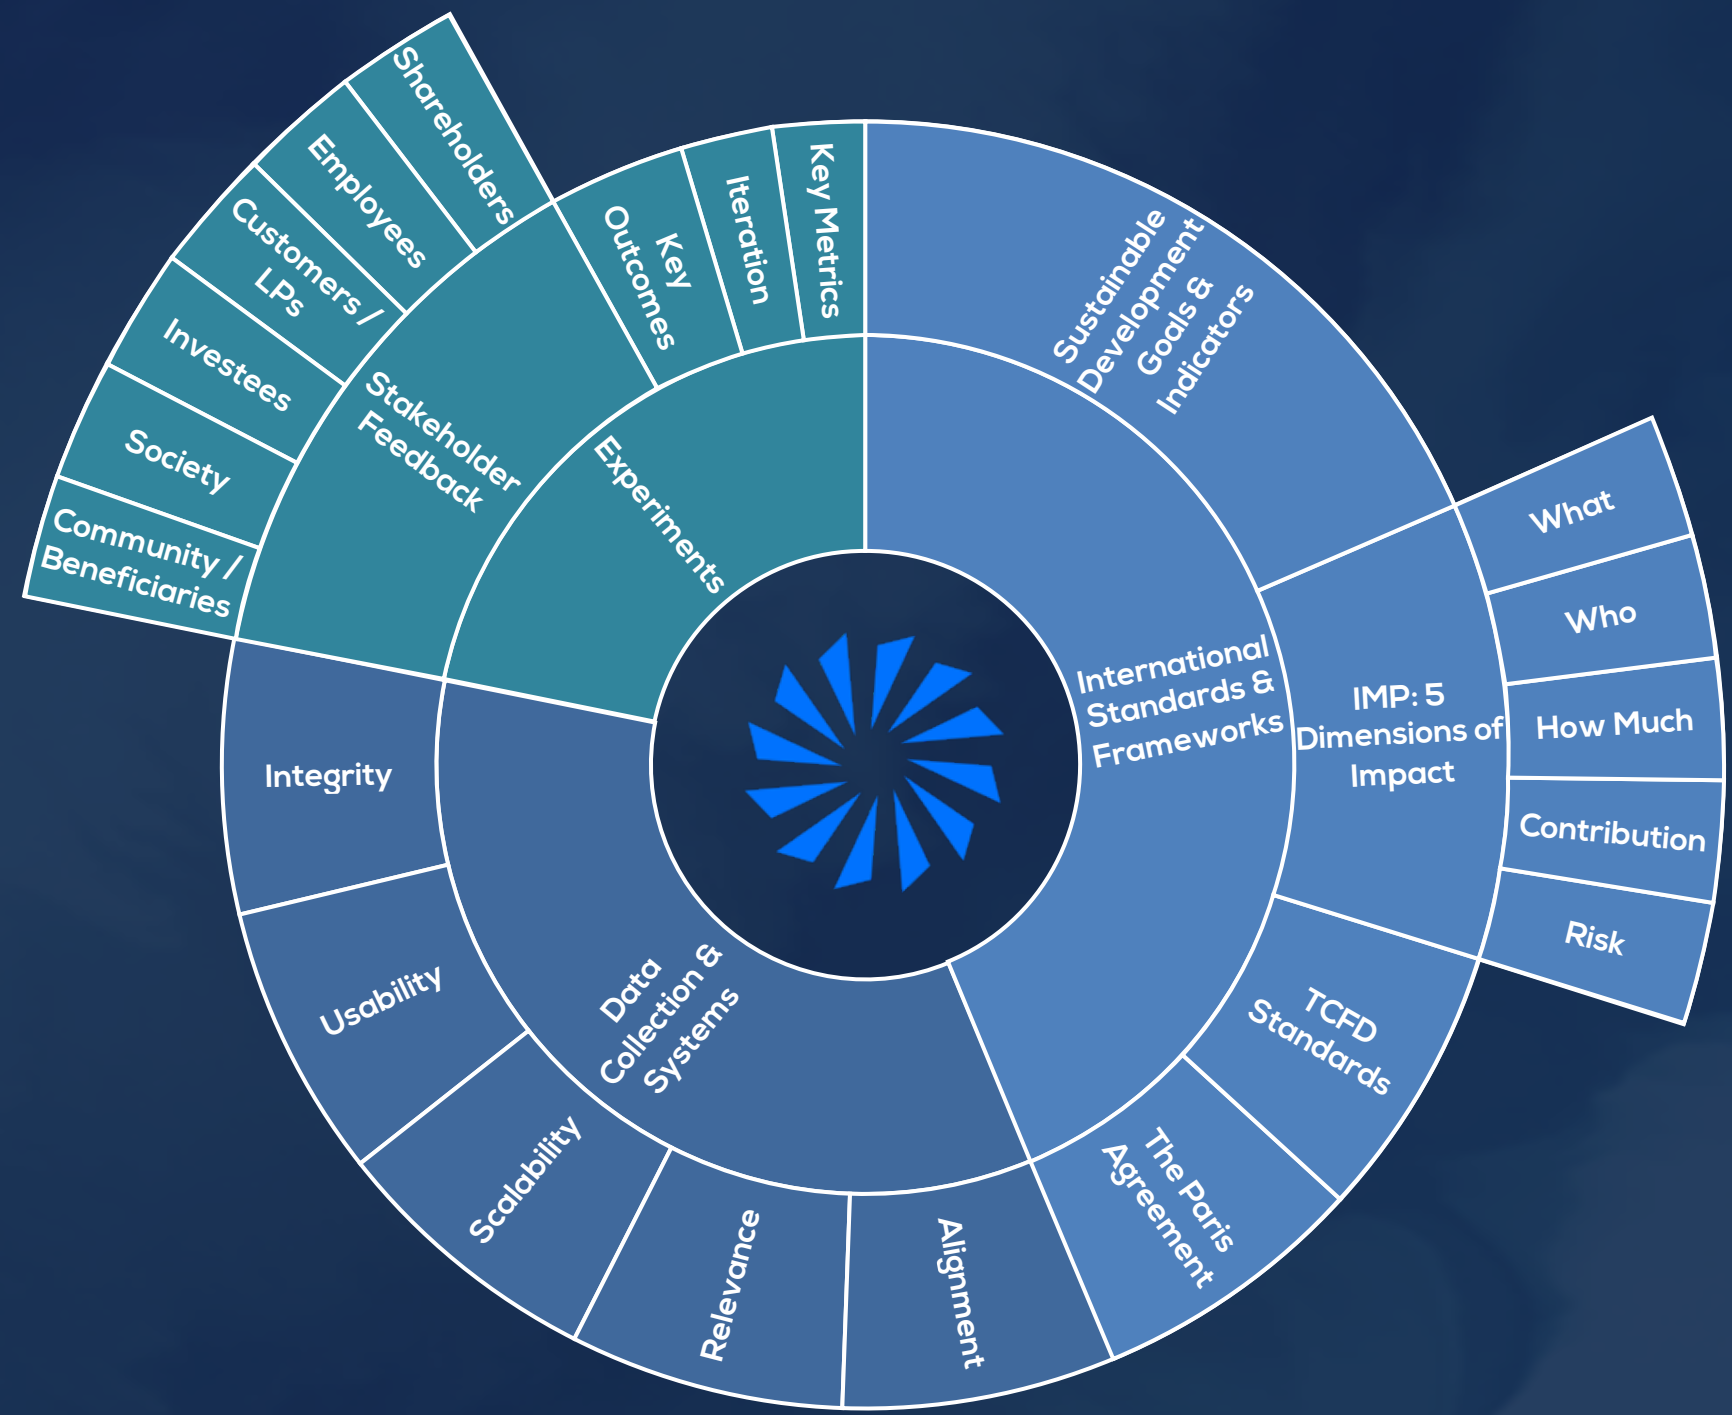 Shareholders
Employees
Customers /
LPs
Investees
Society
Community /
Beneficiaries
Stakeholder
Feedback
Key
Outcomes
Iteration
Key Metrics
Experiments
Sustainable
Development
Goals &
Indicators
International
Standards &
Frameworks
IMP: 5
Dimensions of
Impact
What
Who
How Much
Contribution
Risk
TCFD
Standards
The Paris
Agreement
Data
Collection &
Systems
Integrity
Usability
Scalability
Relevance
Alignment